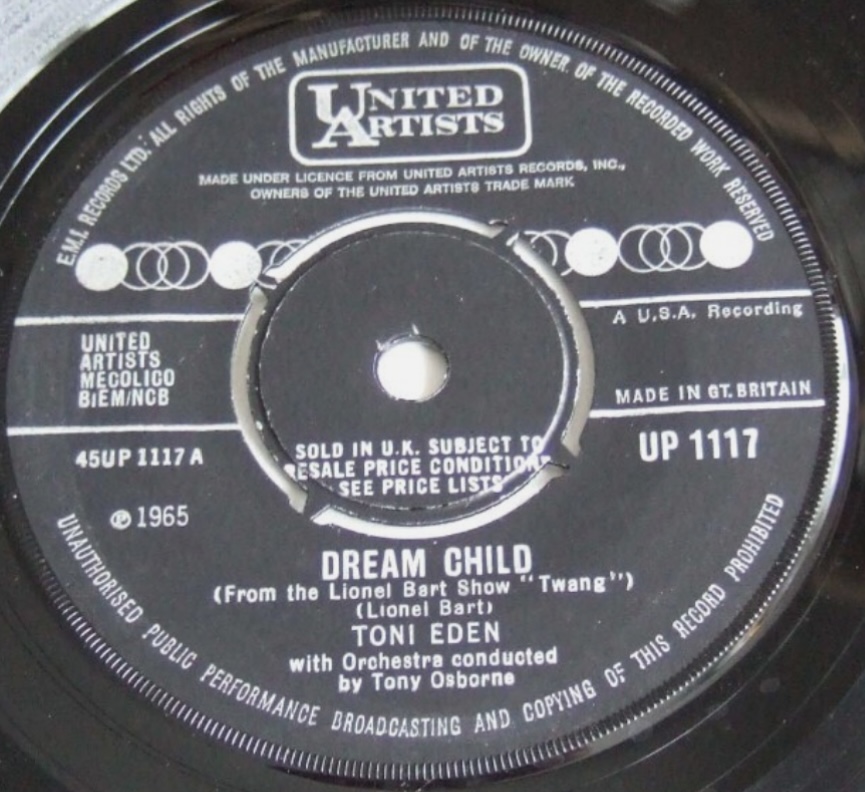 E.M.I. RECORDS LTD. ALL RIGHTS OF THE MANUFACTURER AND OF THE OWNER OF THE RECORDED WORK RESERVED
UNITED
ARTISTS
MADE UNDER LICENCE FROM UNITED ARTISTS RECORDS, INC.,
OWNERS OF THE UNITED ARTISTS TRADE MARK
A U.S.A. Recording
UNITED
ARTISTS
MECOLICO
BIEM/NCB
MADE IN GT. BRITAIN
45UP 1117 A
SOLD IN U.K. SUBJECT TO
RESALE PRICE CONDITIONS
SEE PRICE LISTS
UP 1117
℗ 1965
DREAM CHILD
(From the Lionel Bart Show "Twang")
(Lionel Bart)
TONI EDEN
with Orchestra conducted
by Tony Osborne
UNAUTHORISED PUBLIC PERFORMANCE BROADCASTING AND COPYING OF THIS RECORD PROHIBITED